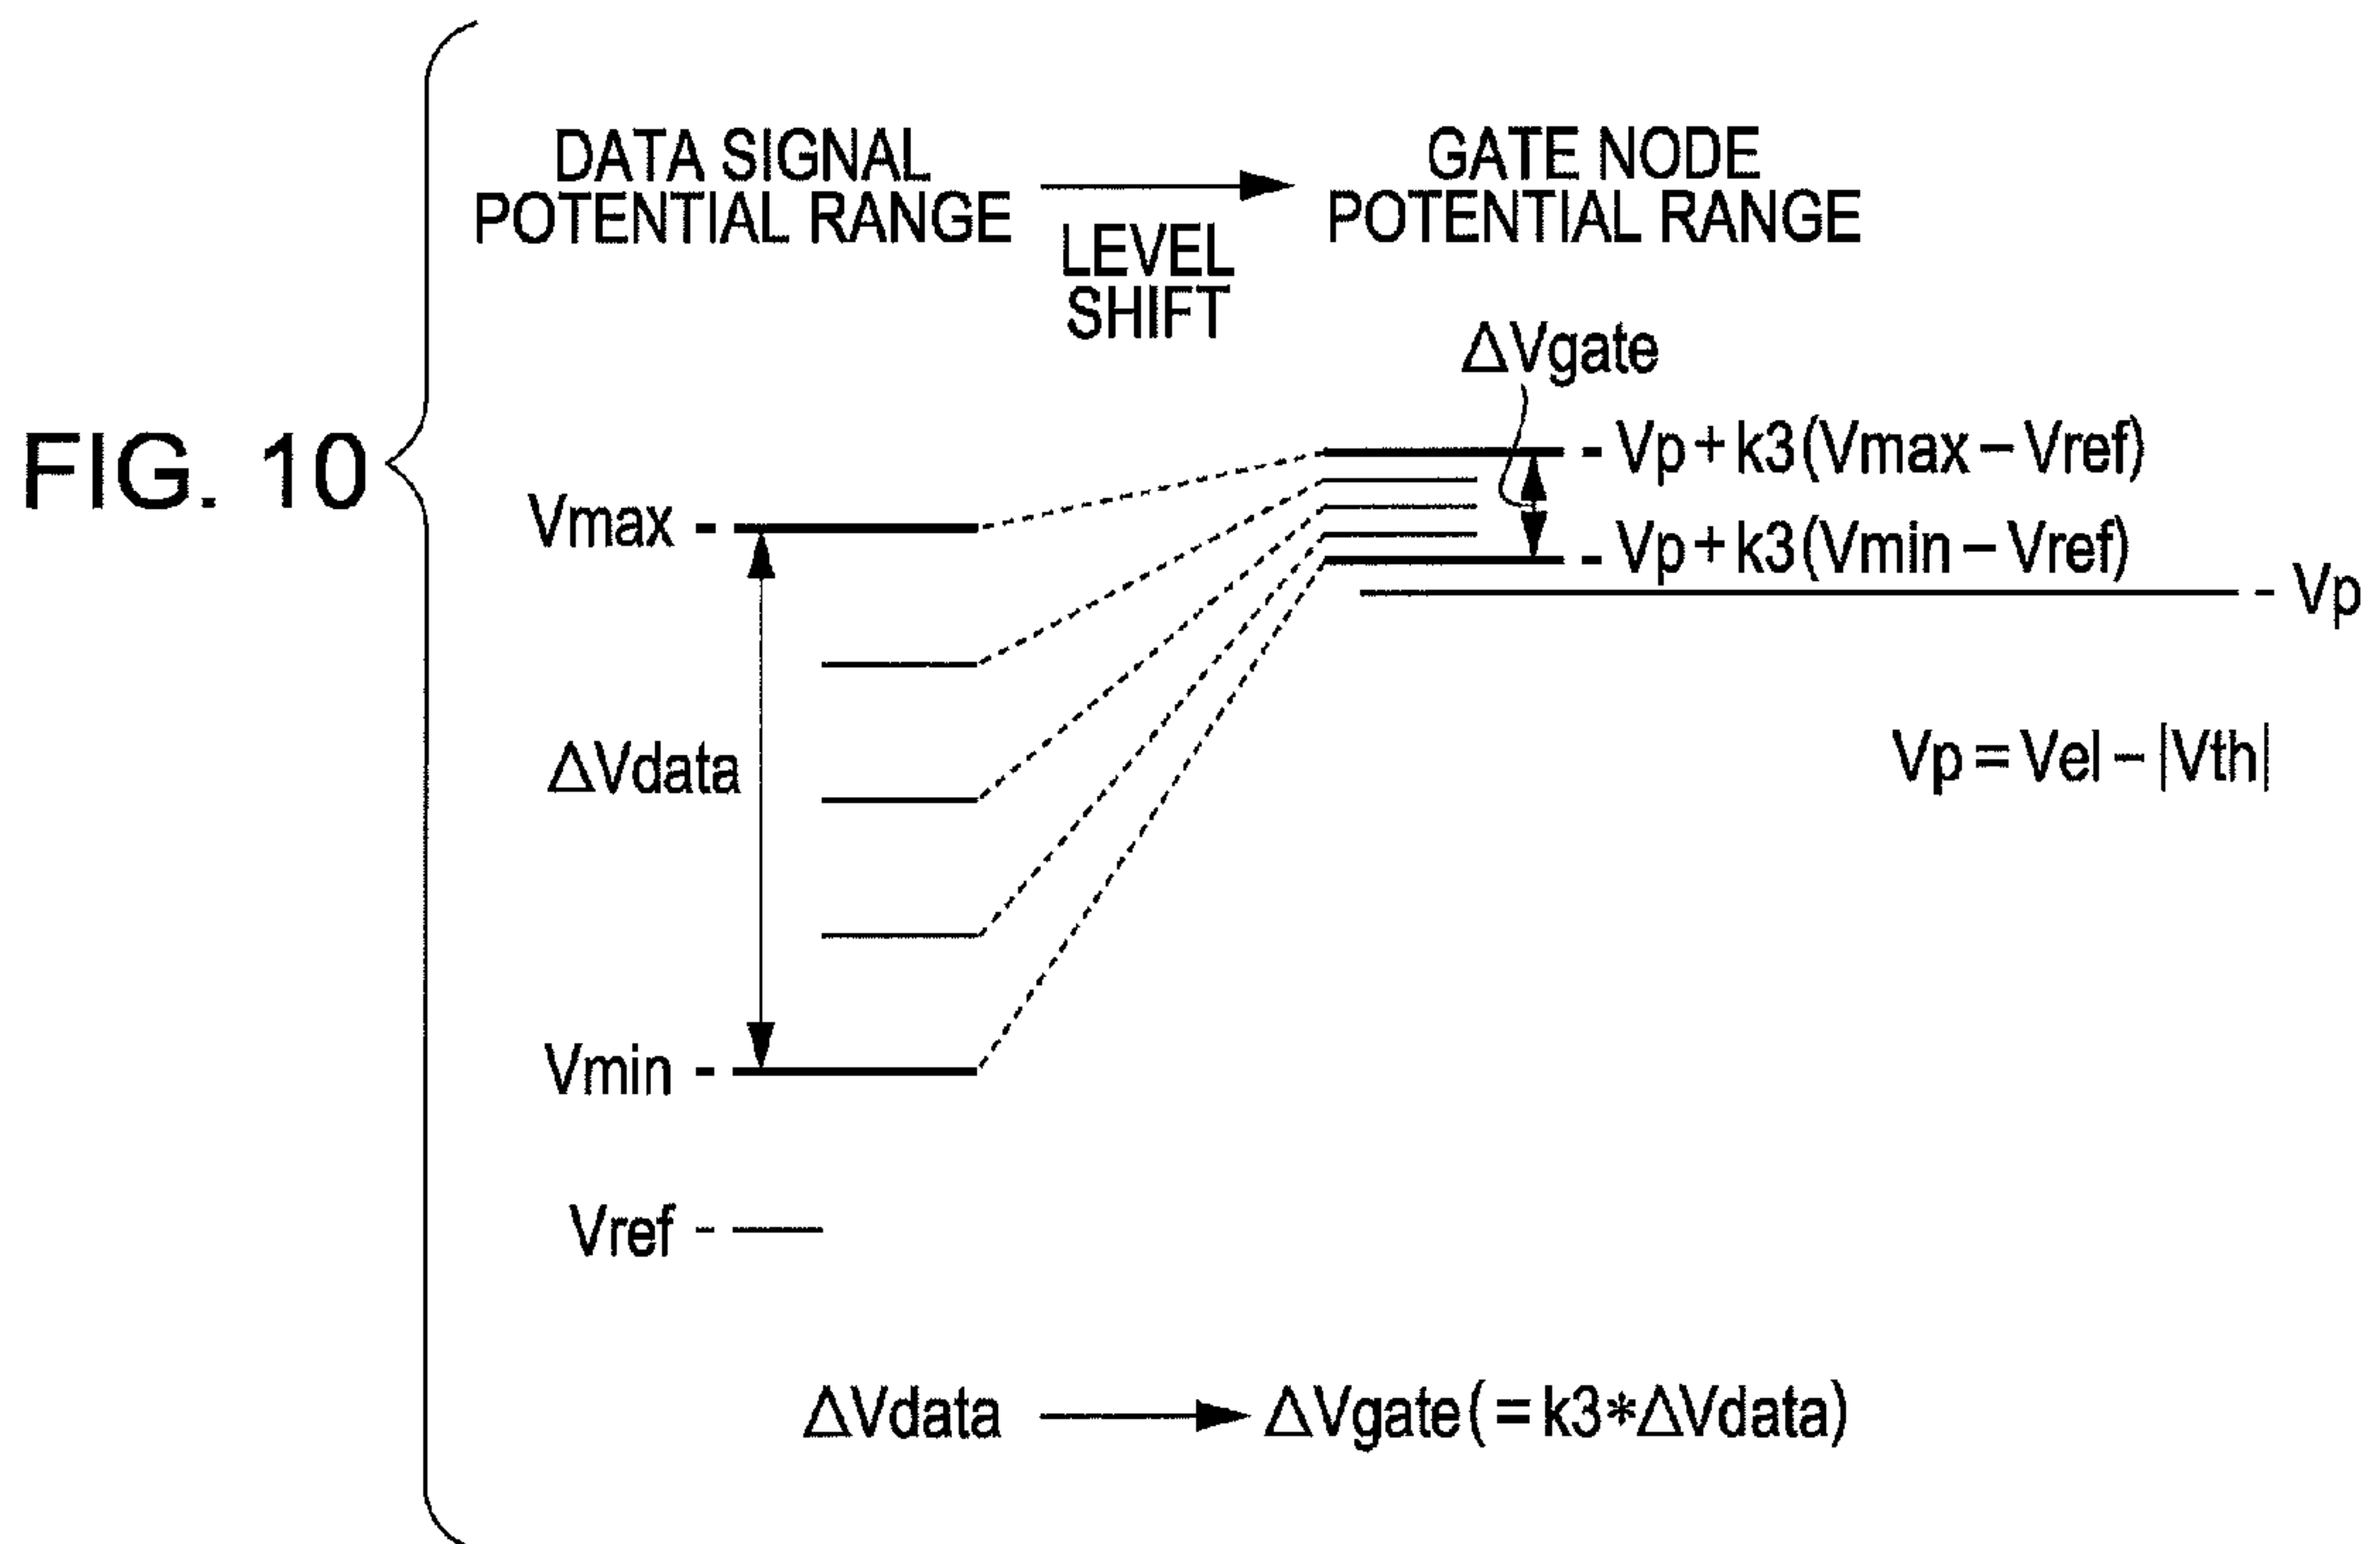 FIG. 10
DATA SIGNAL
POTENTIAL RANGE
LEVEL
SHIFT
GATE NODE
POTENTIAL RANGE
ΔVgate
Vp + k3 (Vmax − Vref)
Vmax
Vp + k3 (Vmin − Vref)
Vp
ΔVdata
Vp = Vel − |Vth|
Vmin
Vref
ΔVdata
ΔVgate ( = k3*ΔVdata)